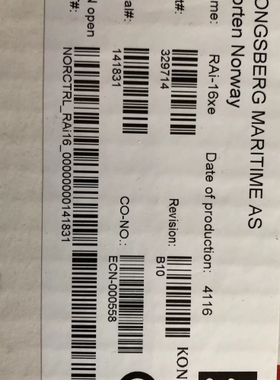 ONGSBERG MARITIME AS
orten Norway
me: RAi-16xe Date of production: 4116
t#:
329714
Revision:
B10
KON
al#:
141831
CO-NO.:
ECN-000558
N open
#:
NORCTRL_RAi16_00000000141831